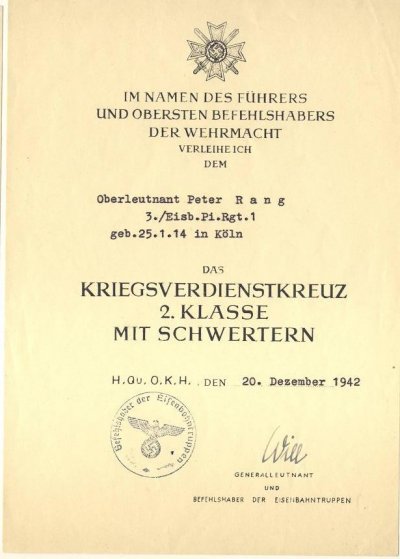 IM NAMEN DES FÜHRERS
UND OBERSTEN BEFEHLSHABERS
DER WEHRMACHT
VERLEIHE ICH
DEM
Oberleutnant Peter R a n g
3./Eisb.Pi.Rgt.1
geb.25.1.14 in Köln
DAS
KRIEGSVERDIENSTKREUZ
2. KLASSE
MIT SCHWERTERN
H.Qu.O.K.H., DEN 20. Dezember 1942
Befehlshaber der Eisenbahntruppen
Will
GENERALLEUTNANT
UND
BEFEHLSHABER DER EISENBAHNTRUPPEN